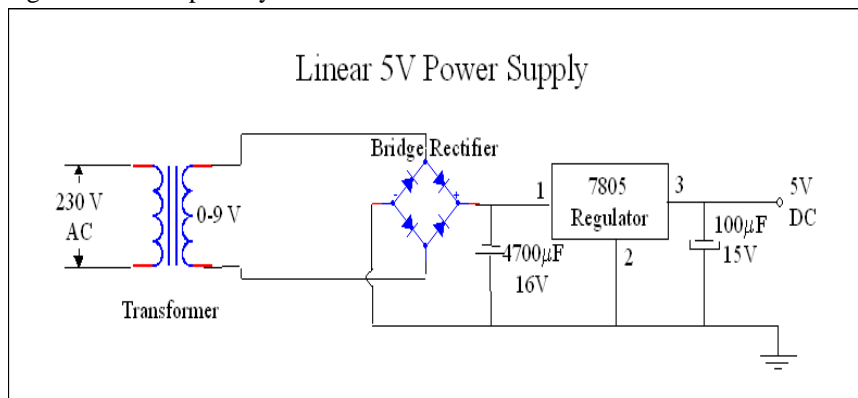 Linear 5V Power Supply
Bridge Rectifier
230 V
AC
0-9 V
Transformer
-
+
1
7805
Regulator
3
2
4700µF
16V
100µF
15V
5V
DC